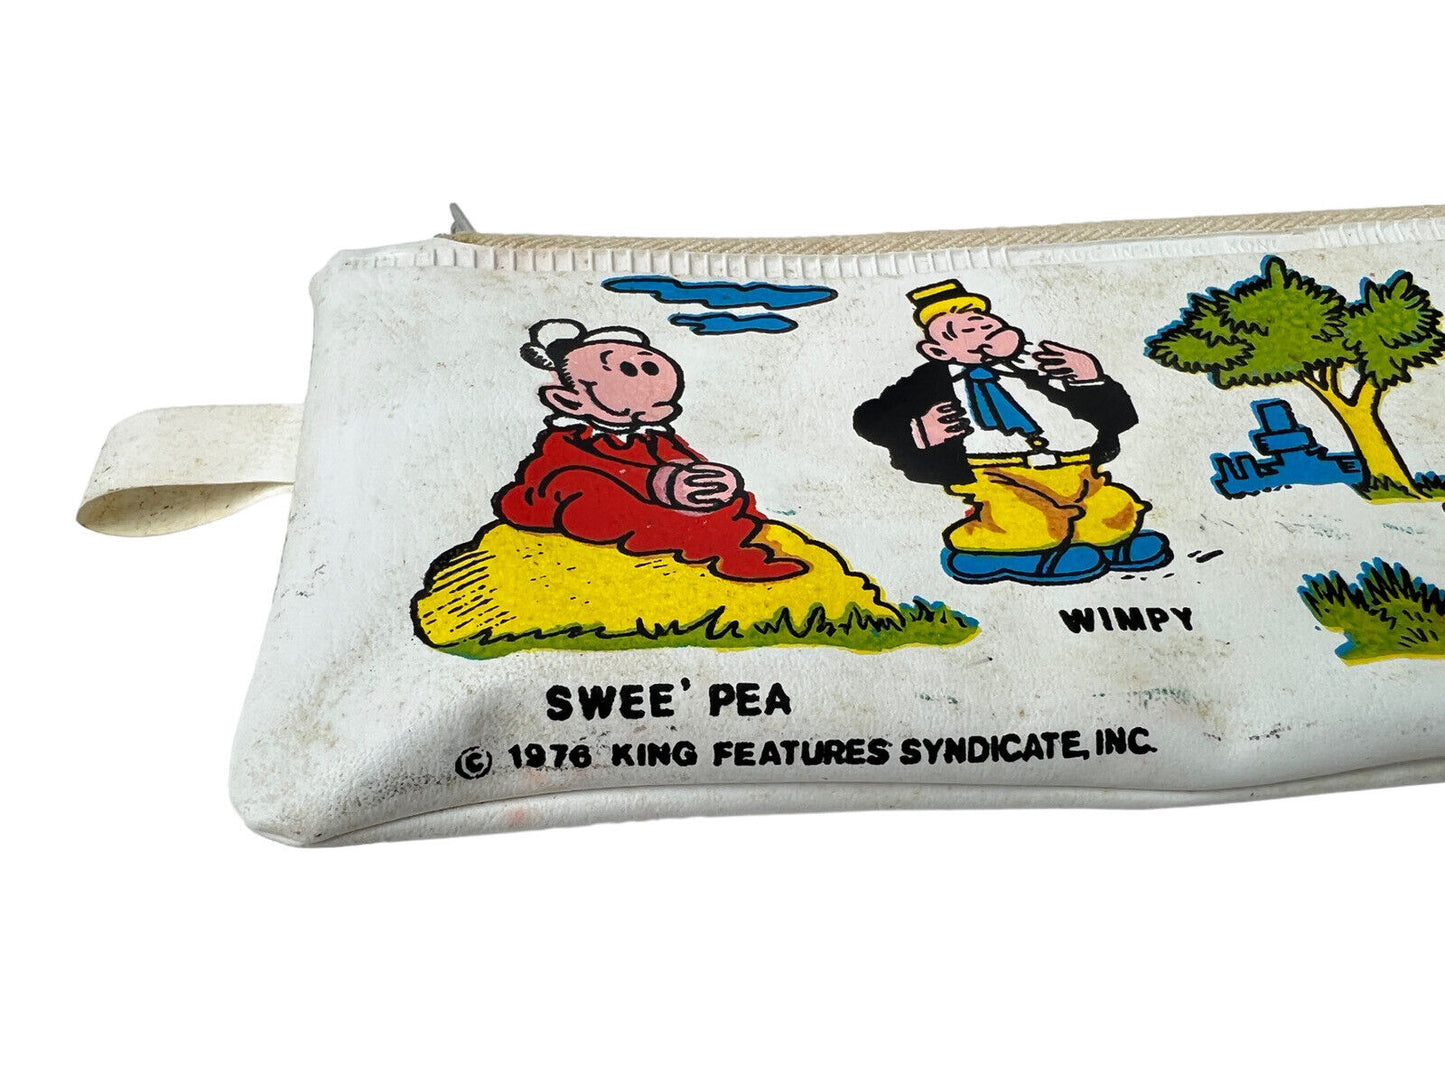 WIMPY
SWEE' PEA
© 1976 KING FEATURES SYNDICATE, INC.